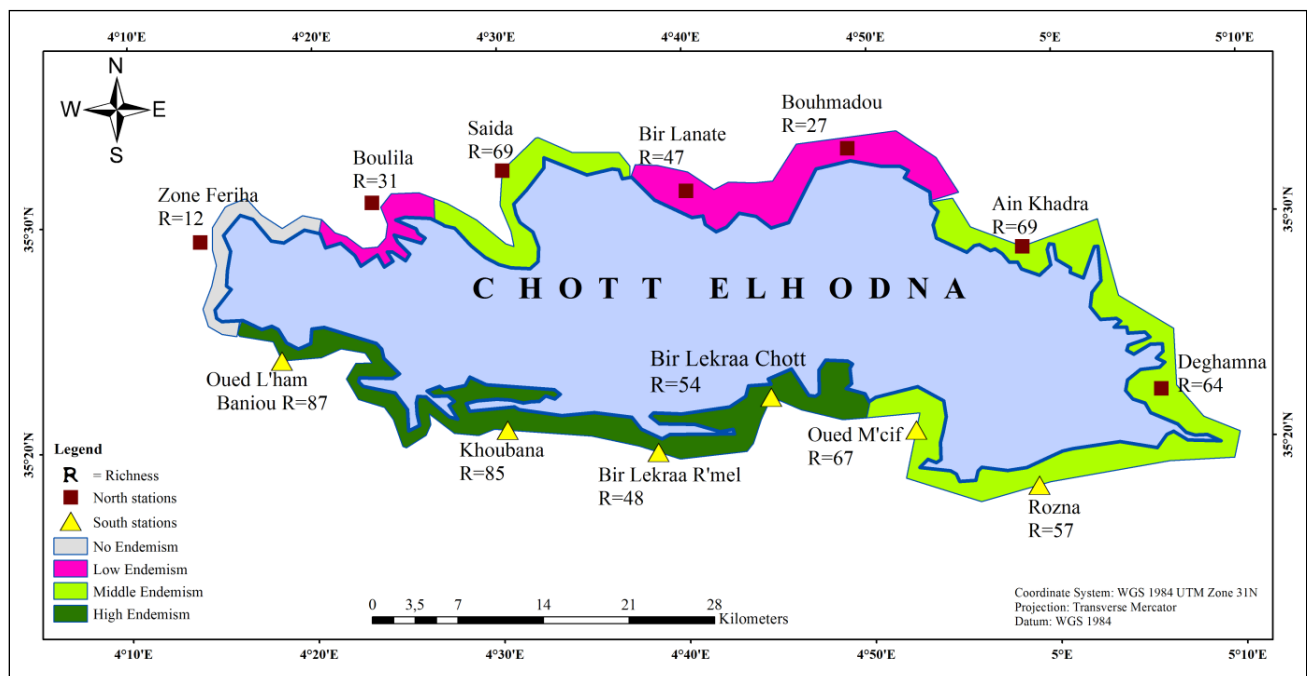 4°10'E 4°20'E 4°30'E 4°40'E 4°50'E 5°0'E 5°10'E
N
W E
S
35°30'N
35°20'N
35°30'N
35°20'N
Zone Feriha
R=12
Boulila
R=31
Saida
R=69
Bir Lanate
R=47
Bouhmadou
R=27
Ain Khadra
R=69
CHOTT ELHODNA
Deghamna
R=64
Bir Lekraa Chott
R=54
Oued L'ham
Baniou R=87
Khoubana
R=85
Bir Lekraa R'mel
R=48
Oued M'cif
R=67
Rozna
R=57
Legend
R = Richness
North stations
South stations
No Endemism
Low Endemism
Middle Endemism
High Endemism
0 3,5 7 14 21 28
Kilometers
Coordinate System: WGS 1984 UTM Zone 31N
Projection: Transverse Mercator
Datum: WGS 1984
4°10'E 4°20'E 4°30'E 4°40'E 4°50'E 5°0'E 5°10'E